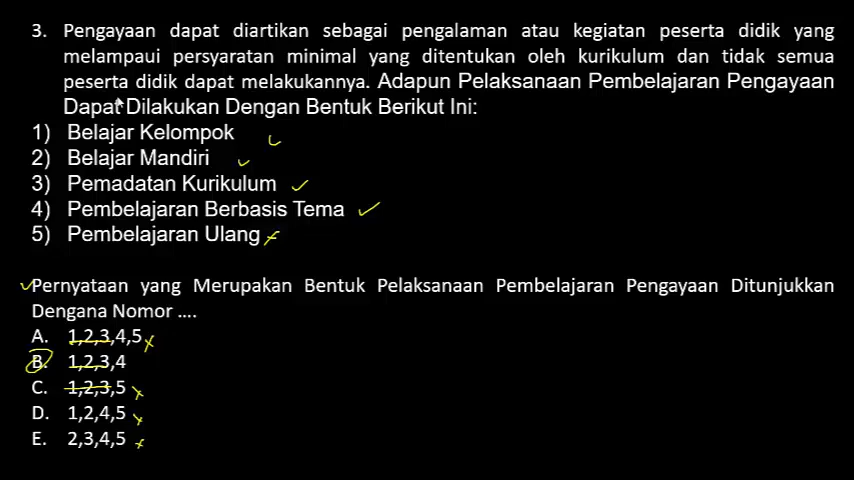 3. Pengayaan dapat diartikan sebagai pengalaman atau kegiatan peserta didik yang
melampaui persyaratan minimal yang ditentukan oleh kurikulum dan tidak semua
peserta didik dapat melakukannya. Adapun Pelaksanaan Pembelajaran Pengayaan
Dapat Dilakukan Dengan Bentuk Berikut Ini:
1) Belajar Kelompok
2) Belajar Mandiri
3) Pemadatan Kurikulum
4) Pembelajaran Berbasis Tema
5) Pembelajaran Ulang
Pernyataan yang Merupakan Bentuk Pelaksanaan Pembelajaran Pengayaan Ditunjukkan
Dengana Nomor ....
A. 1,2,3,4,5
B. 1,2,3,4
C. 1,2,3,5
D. 1,2,4,5
E. 2,3,4,5